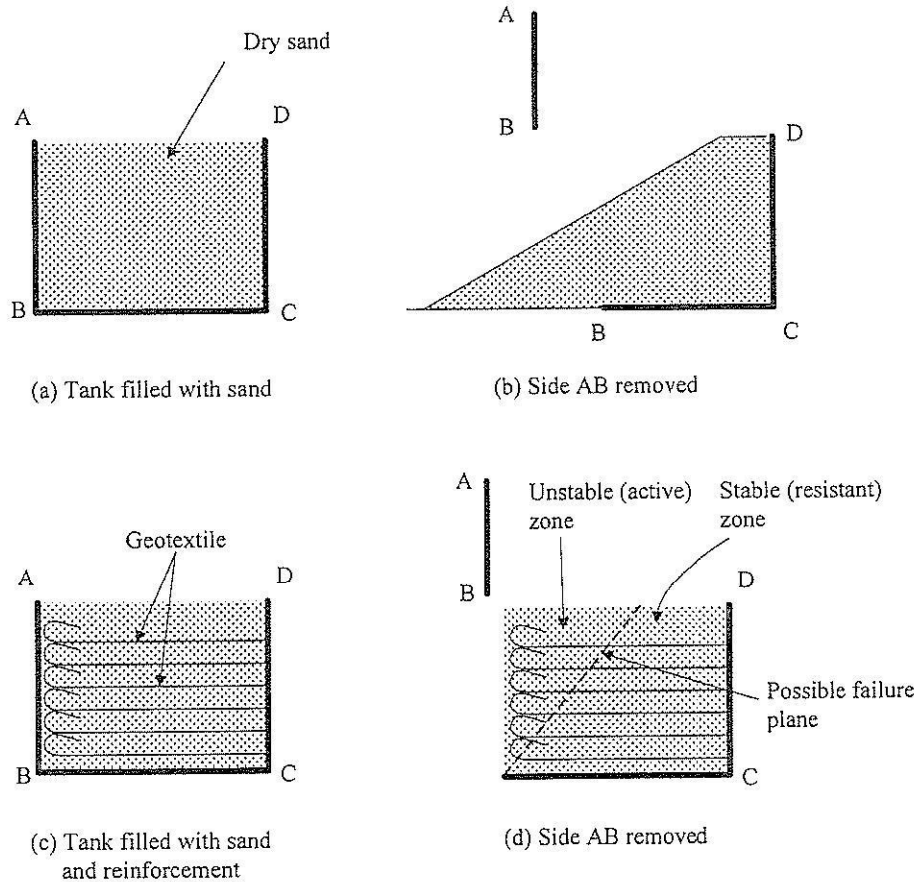 Dry sand
A
D
B
C
(a) Tank filled with sand
A
B
D
B
C
(b) Side AB removed
Geotextile
A
D
B
C
(c) Tank filled with sand
and reinforcement
A
B
Unstable (active)
zone
Stable (resistant)
zone
D
Possible failure
plane
C
(d) Side AB removed